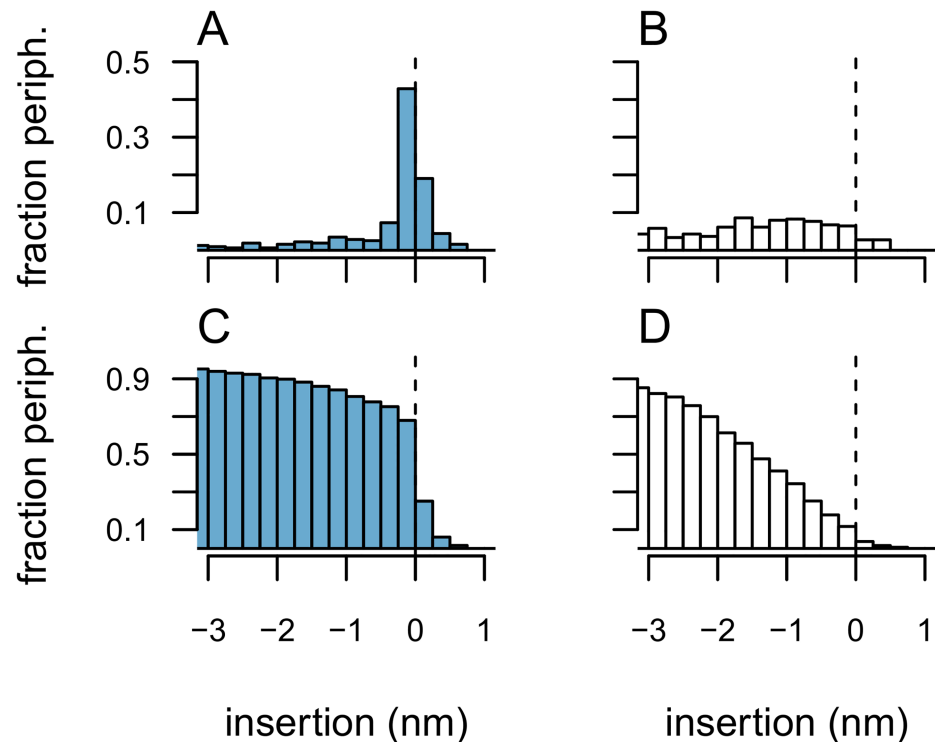 A
B
fraction periph.
0.5
0.3
0.1
C
D
fraction periph.
0.9
0.5
0.1
−3 −2 −1 0 1
−3 −2 −1 0 1
insertion (nm)
insertion (nm)